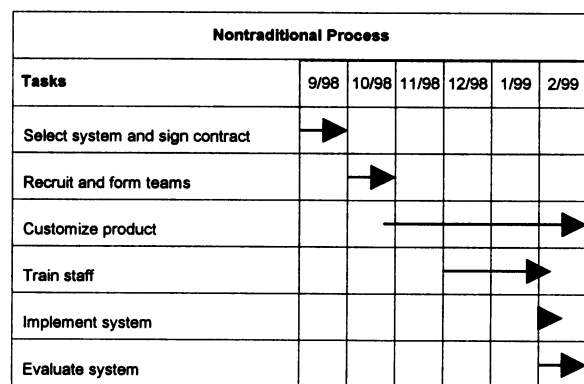 Nontraditional Process
Tasks 9/98 10/98 11/98 12/98 1/99 2/99
Select system and sign contract
Recruit and form teams
Customize product
Train staff
Implement system
Evaluate system